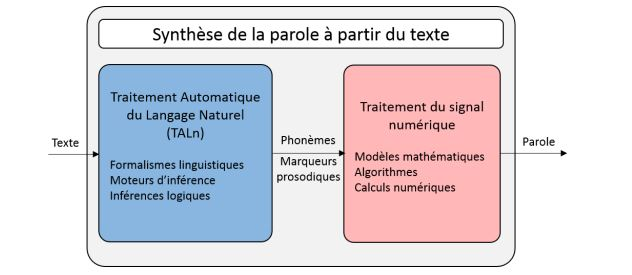 Synthèse de la parole à partir du texte
Traitement Automatique
du Langage Naturel
(TALn)
Formalismes linguistiques
Moteurs d'inférence
Inférences logiques
Texte
Phonèmes
Marqueurs
prosodiques
Traitement du signal
numérique
Modèles mathématiques
Algorithmes
Calculs numériques
Parole